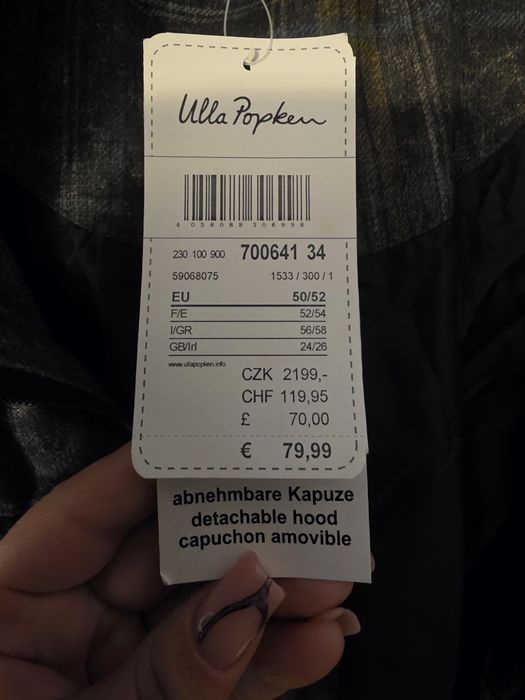 Ulla Popken
4 056088 306998
230 100 900 700641 34
59068075 1533 / 300 / 1
EU 50/52
F/E 52/54
I/GR 56/58
GB/Irl 24/26
www.ullapopken.info
CZK 2199,-
CHF 119,95
£ 70,00
€ 79,99
abnehmbare Kapuze
detachable hood
capuchon amovible